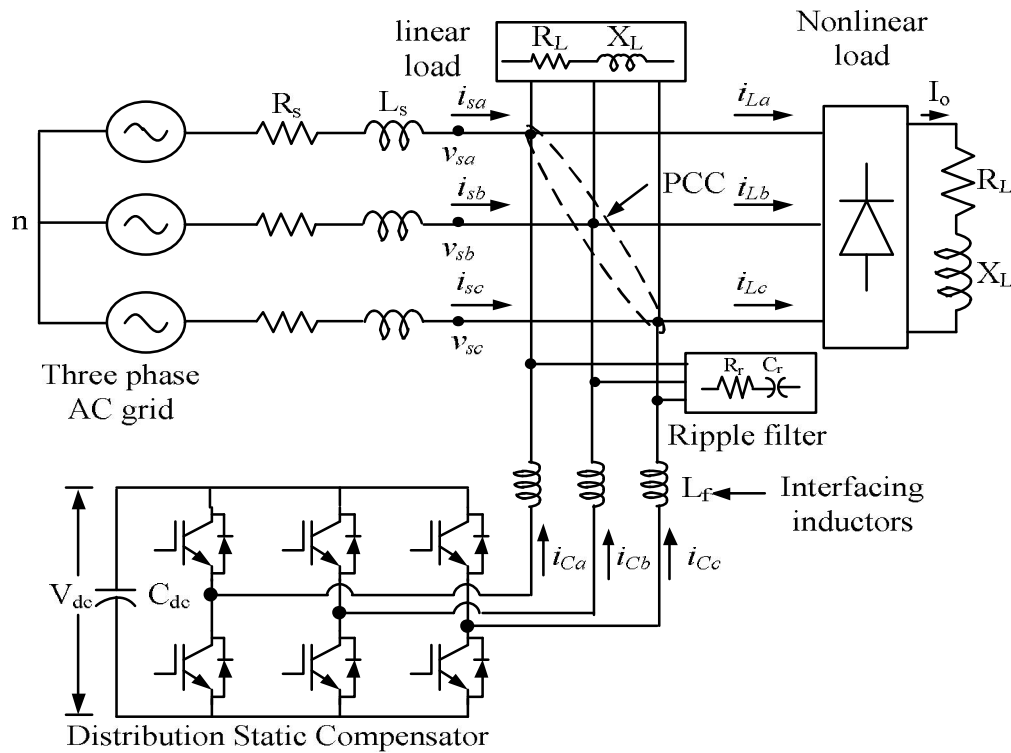 linear
load
R_L X_L
Nonlinear
load
R_s L_s
i_sa
i_La
I_o
v_sa
PCC
R_L
i_sb
i_Lb
n
v_sb
X_L
i_sc
i_Lc
v_sc
Three phase
AC grid
R_r C_r
Ripple filter
L_f
Interfacing
inductors
i_Ca
i_Cb
i_Cc
V_dc
C_dc
Distribution Static Compensator